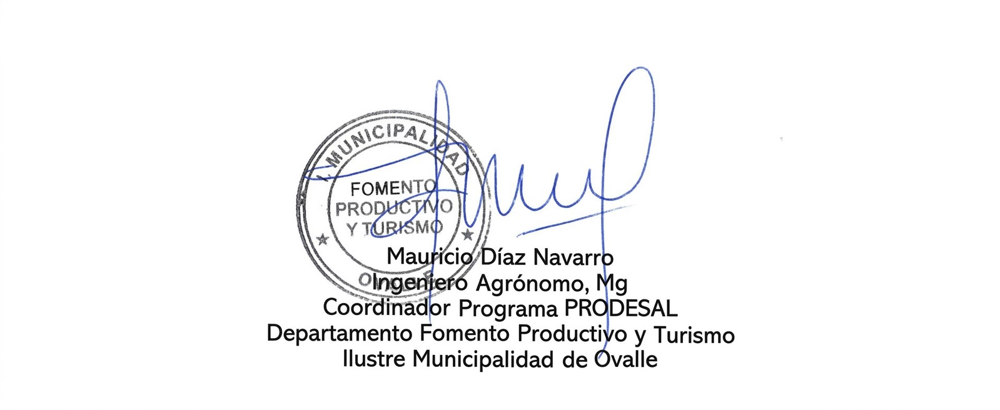 I. MUNICIPALIDAD
FOMENTO
PRODUCTIVO
Y TURISMO
OVALLE
Mauricio Díaz Navarro
Ingeniero Agrónomo, Mg
Coordinador Programa PRODESAL
Departamento Fomento Productivo y Turismo
Ilustre Municipalidad de Ovalle